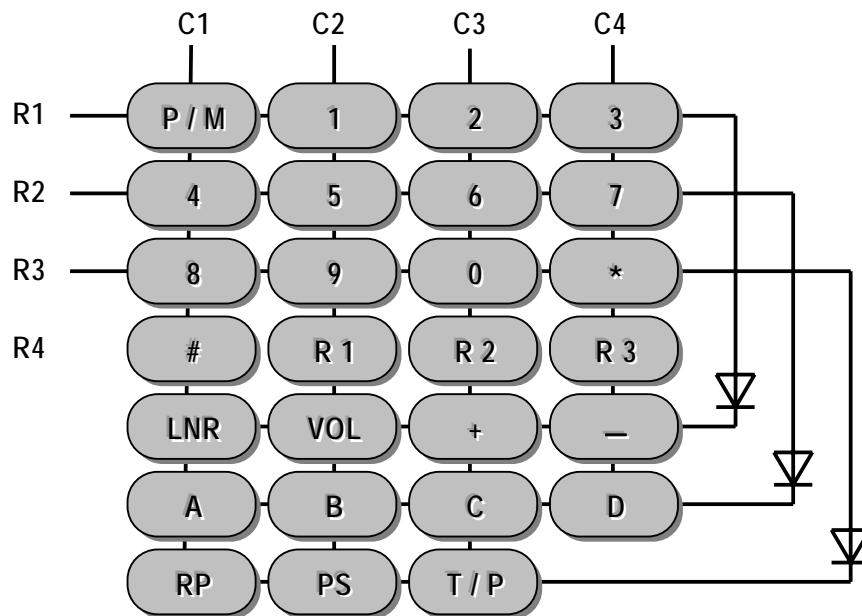 C1 C2 C3 C4
R1 P / M 1 2 3
R2 4 5 6 7
R3 8 9 0 *
R4 # R 1 R 2 R 3
LNR VOL + –
A B C D
RP PS T / P